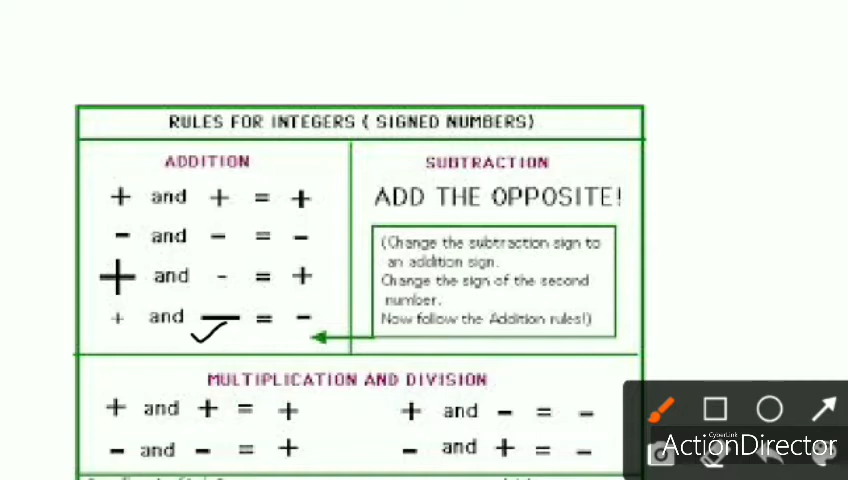 RULES FOR INTEGERS ( SIGNED NUMBERS)
ADDITION
+ and + = +
- and - = -
+ and - = +
+ and - = -
SUBTRACTION
ADD THE OPPOSITE!
(Change the subtraction sign to
an addition sign.
Change the sign of the second
number.
Now follow the Addition rules!)
MULTIPLICATION AND DIVISION
+ and + = +
- and - = +
+ and - = -
- and + = -
CyberLink
ActionDirector